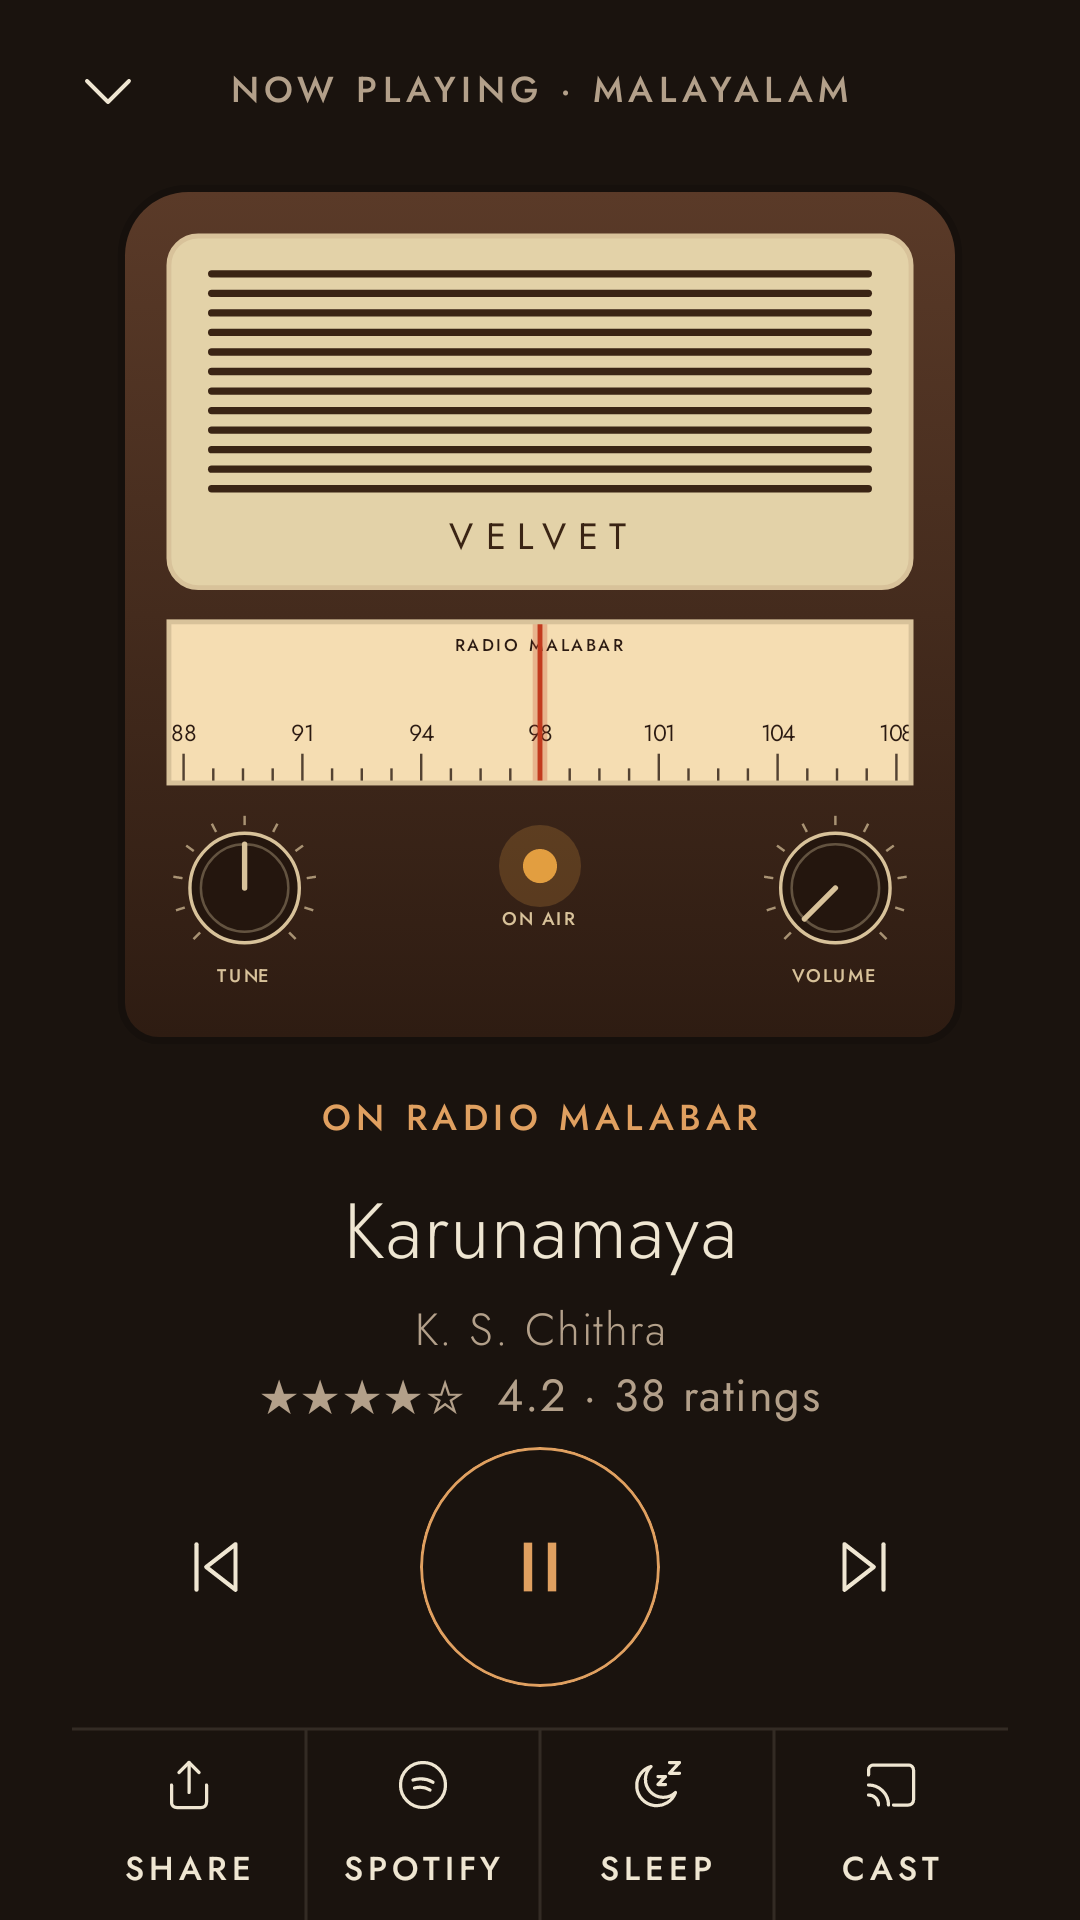 NOW PLAYING · MALAYALAM
VELVET
RADIO MALABAR
88 91 94 98 101 104 108
ON AIR
TUNE VOLUME
ON RADIO MALABAR
Karunamaya
K. S. Chithra
★★★★☆ 4.2 · 38 ratings
SHARE SPOTIFY SLEEP CAST